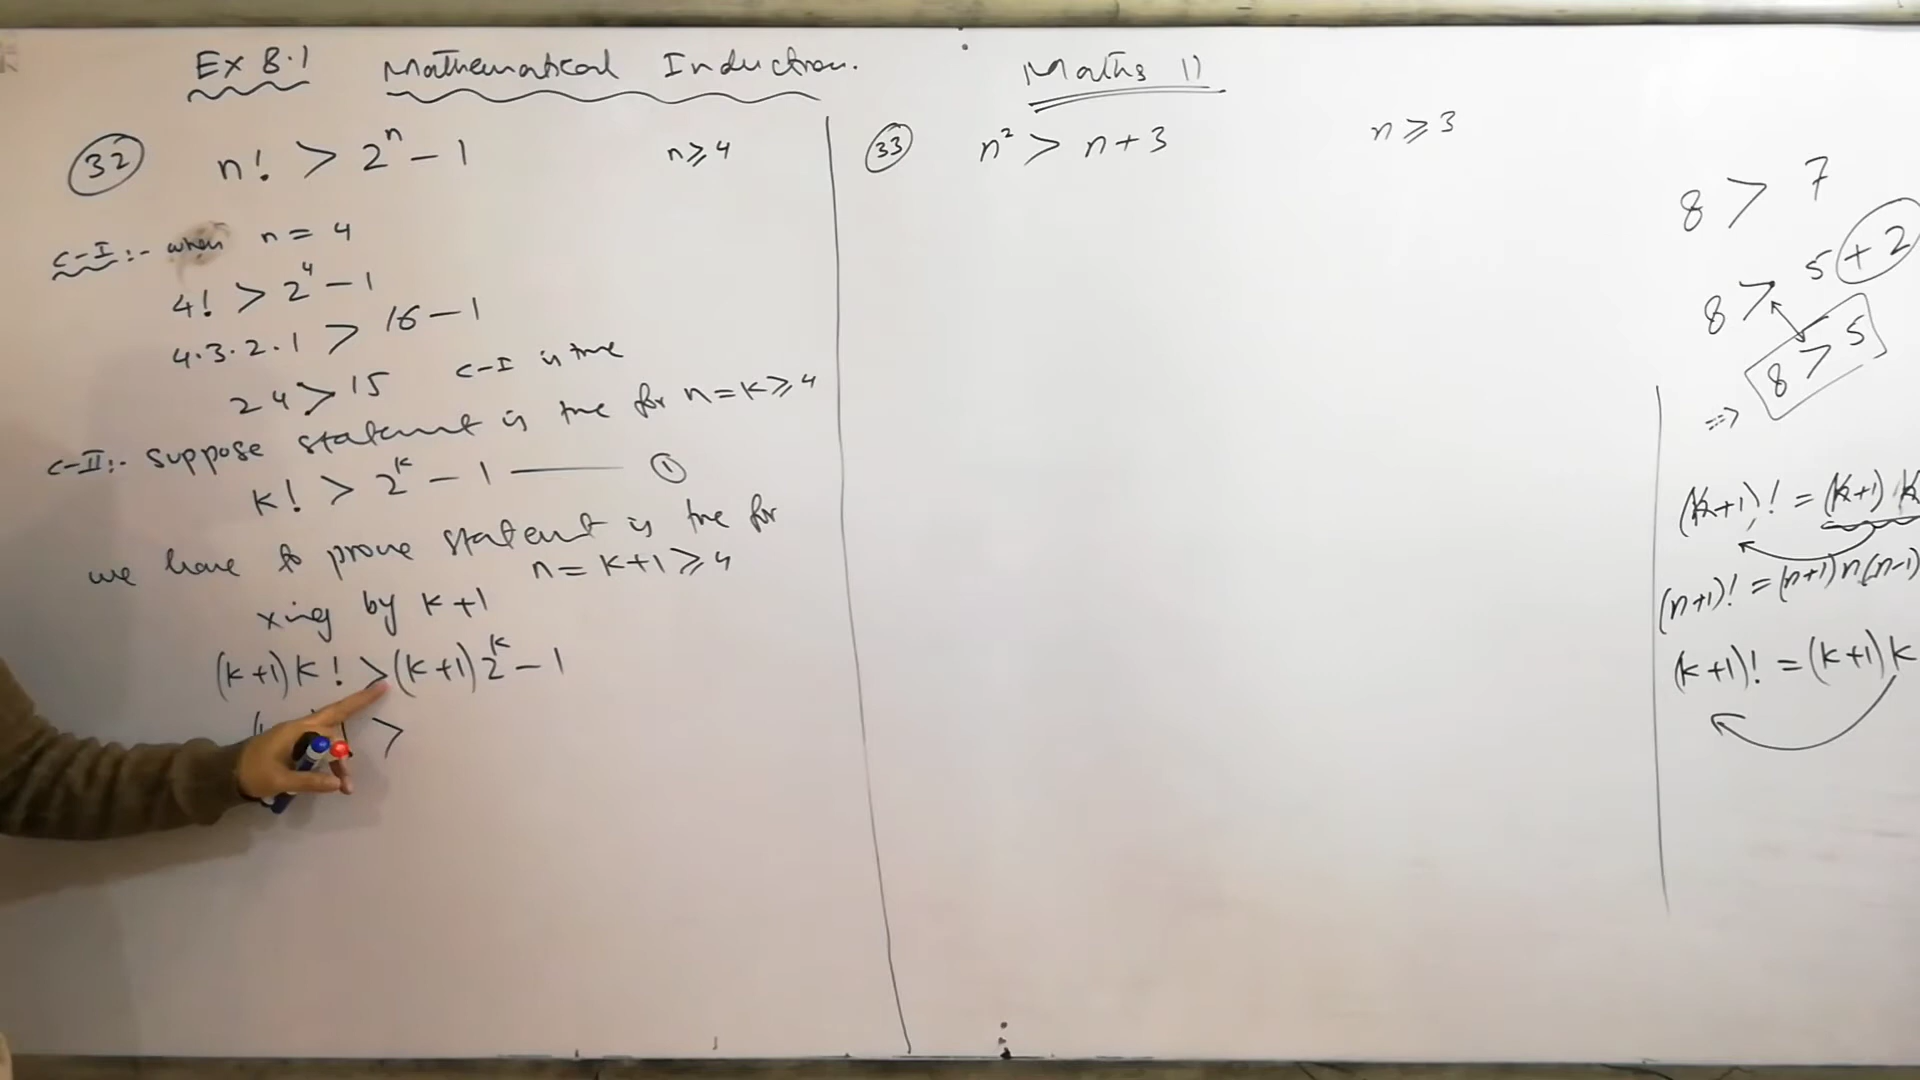 Ex 8.1 Mathematical Induction. Maths 11
32 n! > 2^n - 1 n ≥ 4
C-I:- when n = 4
4! > 2^4 - 1
4·3·2·1 > 16 - 1
24 > 15 C-I is true
C-II:- suppose statement is true for n = k ≥ 4
k! > 2^k - 1 ——— ①
we have to prove statement is true for
n = k+1 ≥ 4
xing by k+1
(k+1) k! > (k+1) 2^k - 1
>
33 n² > n + 3 n ≥ 3
8 > 7
8 > 5 + 2
⇒ 8 > 5
(k+1)! = (k+1) k
(n+1)! = (n+1) n (n-1)
(k+1)! = (k+1) k